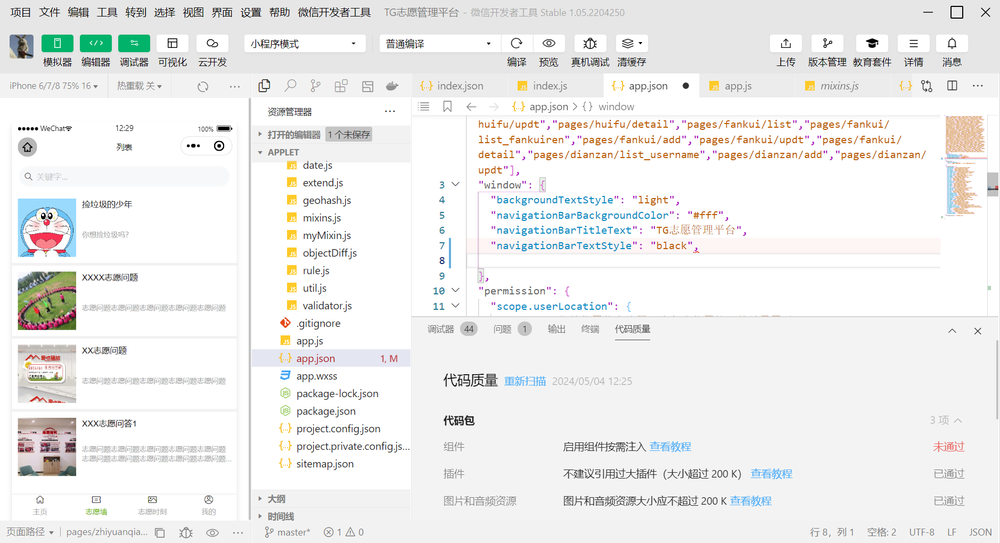 项目 文件 编辑 工具 转到 选择 视图 界面 设置 帮助 微信开发者工具 TG志愿管理平台 - 微信开发者工具 Stable 1.05.2204250
模拟器 编辑器 调试器 可视化 云开发
小程序模式
普通编译
编译 预览 真机调试 清缓存
上传 版本管理 教育套件 详情 消息
iPhone 6/7/8 75% 16
热重载 关
WeChat
12:29
100%
列表
关键字...
捡垃圾的少年
你想捡垃圾吗?
XXXX志愿问题
志愿问题志愿问题志愿问题志愿问题志愿问题
XX志愿问题
志愿问题志愿问题志愿问题志愿问题志愿问题
XXX志愿问答1
志愿问题志愿问题志愿问题志愿问题志愿问题
志愿问题志愿问题志愿问题志愿问题志愿问题...
主页 志愿墙 志愿时刻 我的
页面路径
pages/zhiyuanqia...
资源管理器
打开的编辑器 1 个未保存
APPLET
date.js
extend.js
geohash.js
mixins.js
myMixin.js
objectDiff.js
rule.js
util.js
validator.js
.gitignore
app.js
app.json 1, M
app.wxss
package-lock.json
package.json
project.config.json
project.private.config.js...
sitemap.json
大纲
时间线
master*
1
0
index.json
index.js
app.json
app.js
mixins.js
app.json > {} window
huifu/updt","pages/huifu/detail","pages/fankui/list","pages/fankui/
list_fankuiren","pages/fankui/add","pages/fankui/updt","pages/fankui/
detail","pages/dianzan/list_username","pages/dianzan/add","pages/dianzan/
updt"],
3 "window": {
4 "backgroundTextStyle": "light",
5 "navigationBarBackgroundColor": "#fff",
6 "navigationBarTitleText": "TG志愿管理平台",
7 "navigationBarTextStyle": "black",
8
9 },
10 "permission": {
11 "scope.userLocation": {
调试器 44 问题 1 输出 终端 代码质量
代码质量 重新扫描 2024/05/04 12:25
代码包 3 项
组件 启用组件按需注入 查看教程 未通过
插件 不建议引用过大插件（大小超过 200 K） 查看教程 已通过
图片和音频资源 图片和音频资源大小应不超过 200 K 查看教程 已通过
行 8，列 1 空格: 2 UTF-8 LF JSON